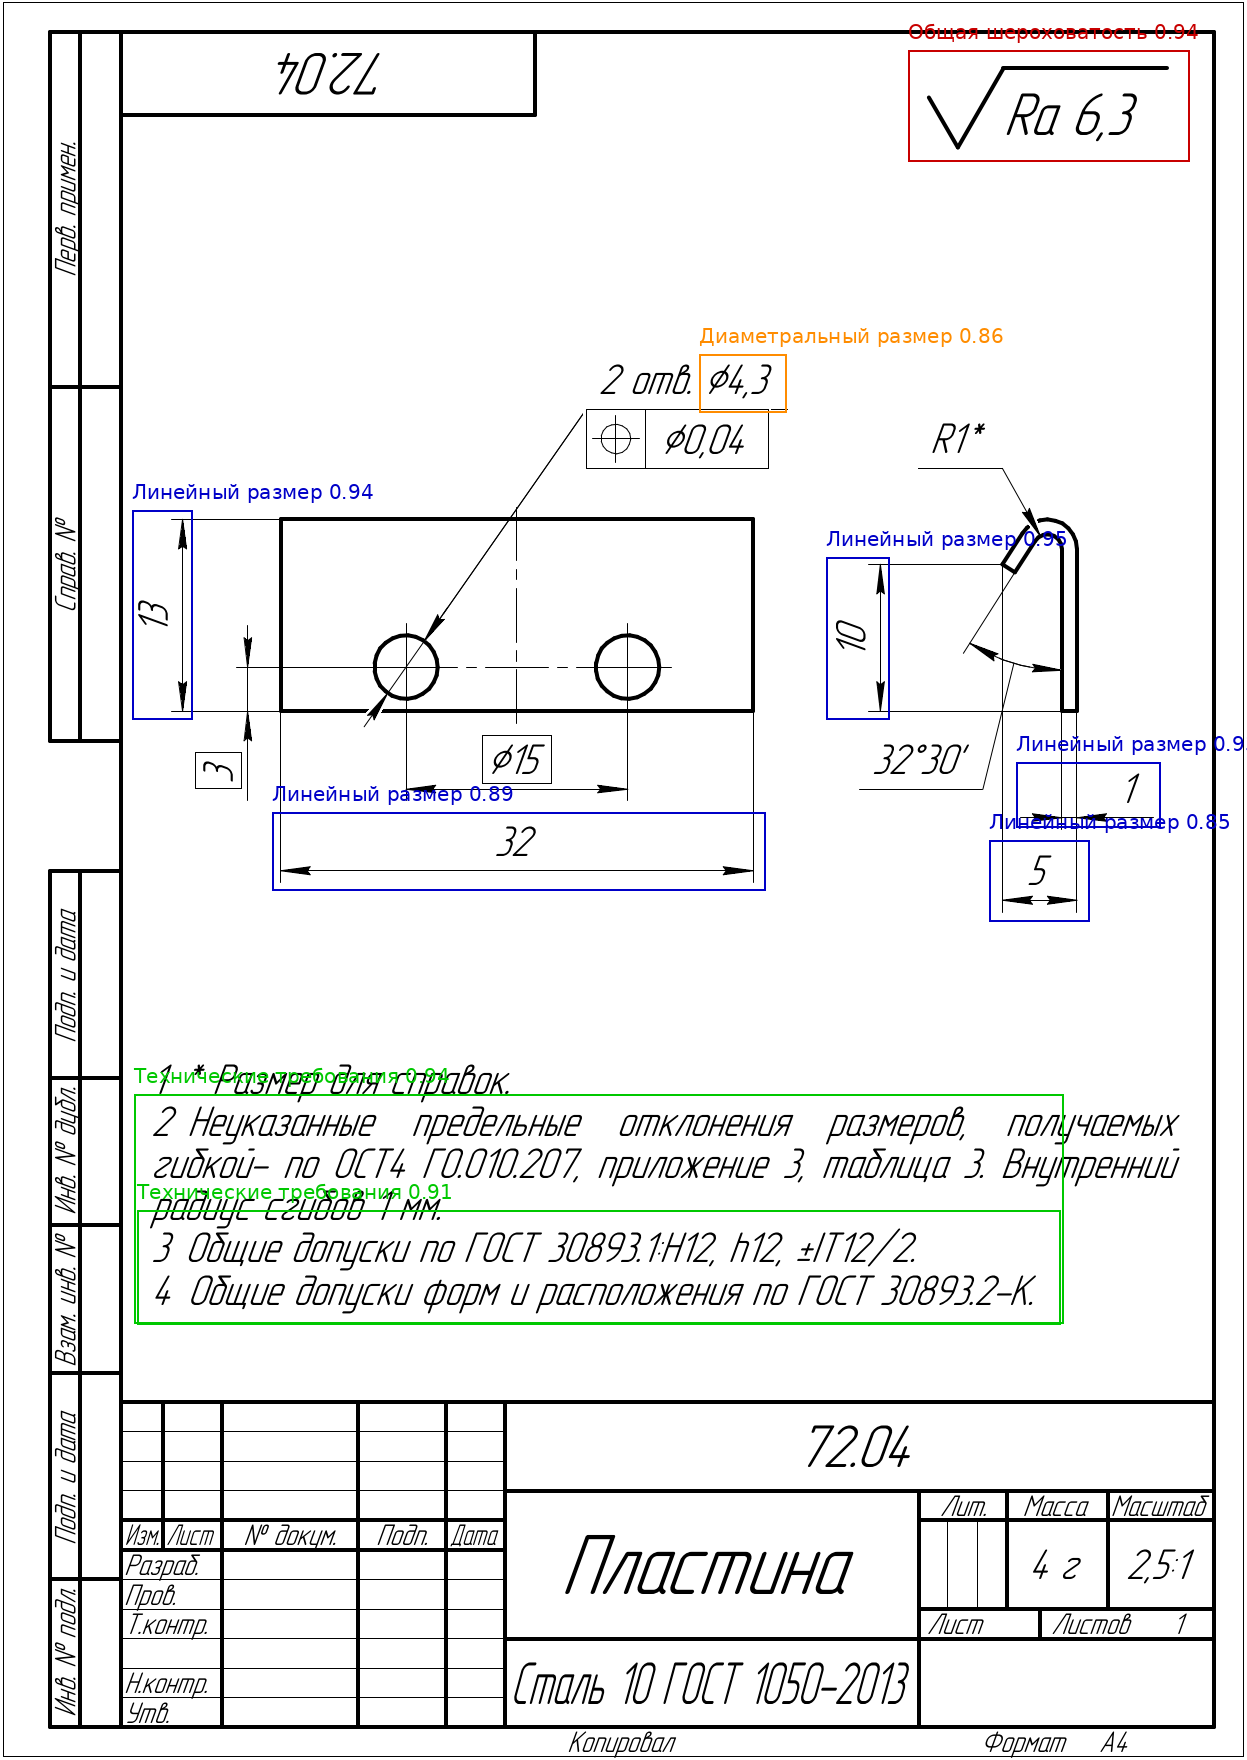 72.04
Общая шероховатость 0.94
Ra 6,3
Перв. примен.
Справ. №
Диаметральный размер 0.86
2 отв. ϕ4,3
ϕ0,04
R1*
Линейный размер 0.94
Линейный размер 0.95
13
10
3
ϕ15
32°30'
Линейный размер 0.9
1
Линейный размер 0.89
Линейный размер 0.85
32
5
Технические требования 0.94
1 * Размер для справок.
2 Неуказанные предельные отклонения размеров, получаемых
гибкой– по ОСТ4 ГО.010.207, приложение 3, таблица 3. Внутренний
Технические требования 0.91
радиус сгибов 1 мм.
3 Общие допуски по ГОСТ 30893.1:H12, h12, ±IT12/2.
4 Общие допуски форм и расположения по ГОСТ 30893.2–К.
Подп. и дата
Инв. № дубл.
Взам. инв. №
Подп. и дата
Инв. № подл.
72.04
Изм. Лист № докум. Подп. Дата
Разраб.
Пров.
Т.контр.
Н.контр.
Утв.
Пластина
Лит. Масса Масштаб
4 г 2,5:1
Лист Листов 1
Сталь 10 ГОСТ 1050–2013
Копировал Формат А4